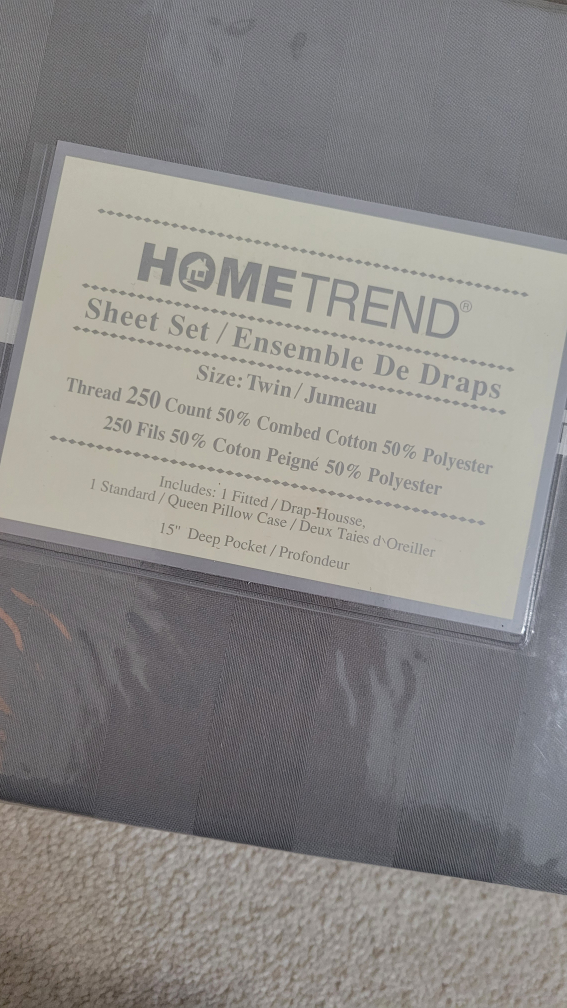 HOMETREND®
Sheet Set / Ensemble De Draps
Size: Twin / Jumeau
Thread 250 Count 50% Combed Cotton 50% Polyester
250 Fils 50% Coton Peigné 50% Polyester
Includes: 1 Fitted / Drap-Housse,
1 Standard / Queen Pillow Case / Deux Taies d'Oreiller
15" Deep Pocket / Profondeur